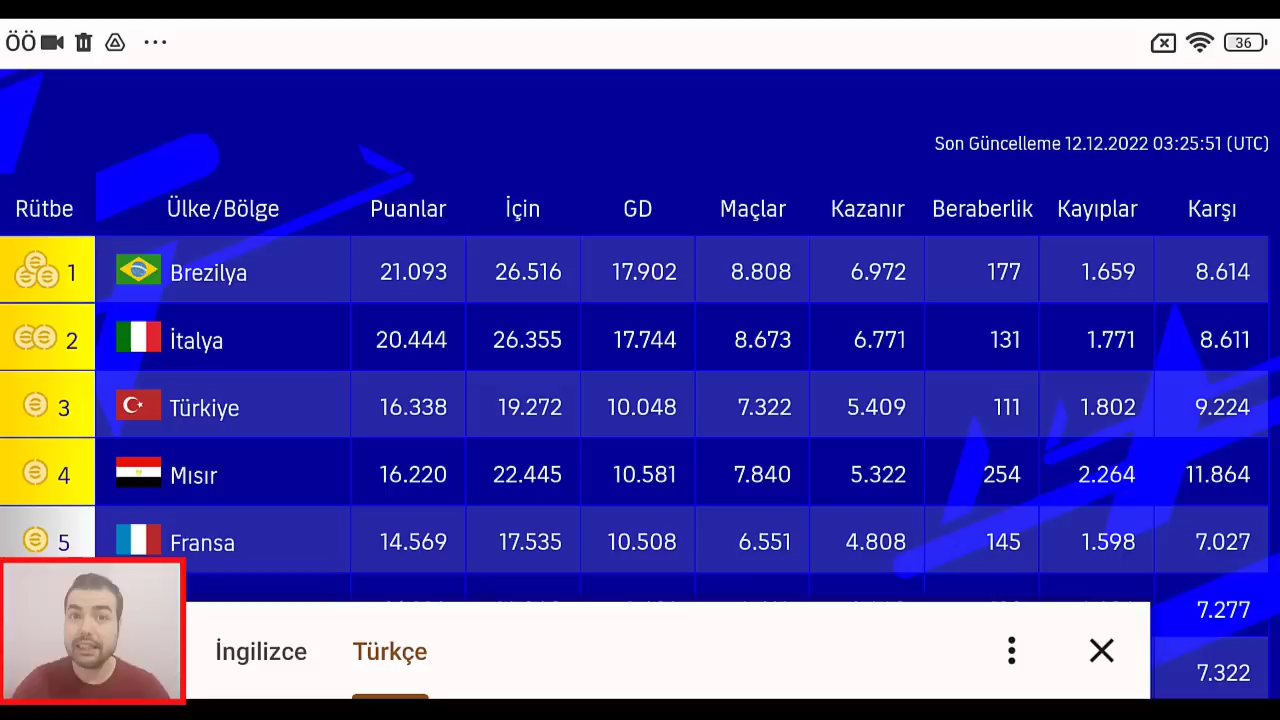 ÖÖ ...
36
Son Güncelleme 12.12.2022 03:25:51 (UTC)
Rütbe Ülke/Bölge Puanlar İçin GD Maçlar Kazanır Beraberlik Kayıplar Karşı
1 Brezilya 21.093 26.516 17.902 8.808 6.972 177 1.659 8.614
2 İtalya 20.444 26.355 17.744 8.673 6.771 131 1.771 8.611
3 Türkiye 16.338 19.272 10.048 7.322 5.409 111 1.802 9.224
4 Mısır 16.220 22.445 10.581 7.840 5.322 254 2.264 11.864
5 Fransa 14.569 17.535 10.508 6.551 4.808 145 1.598 7.027
7.277
İngilizce Türkçe
7.322